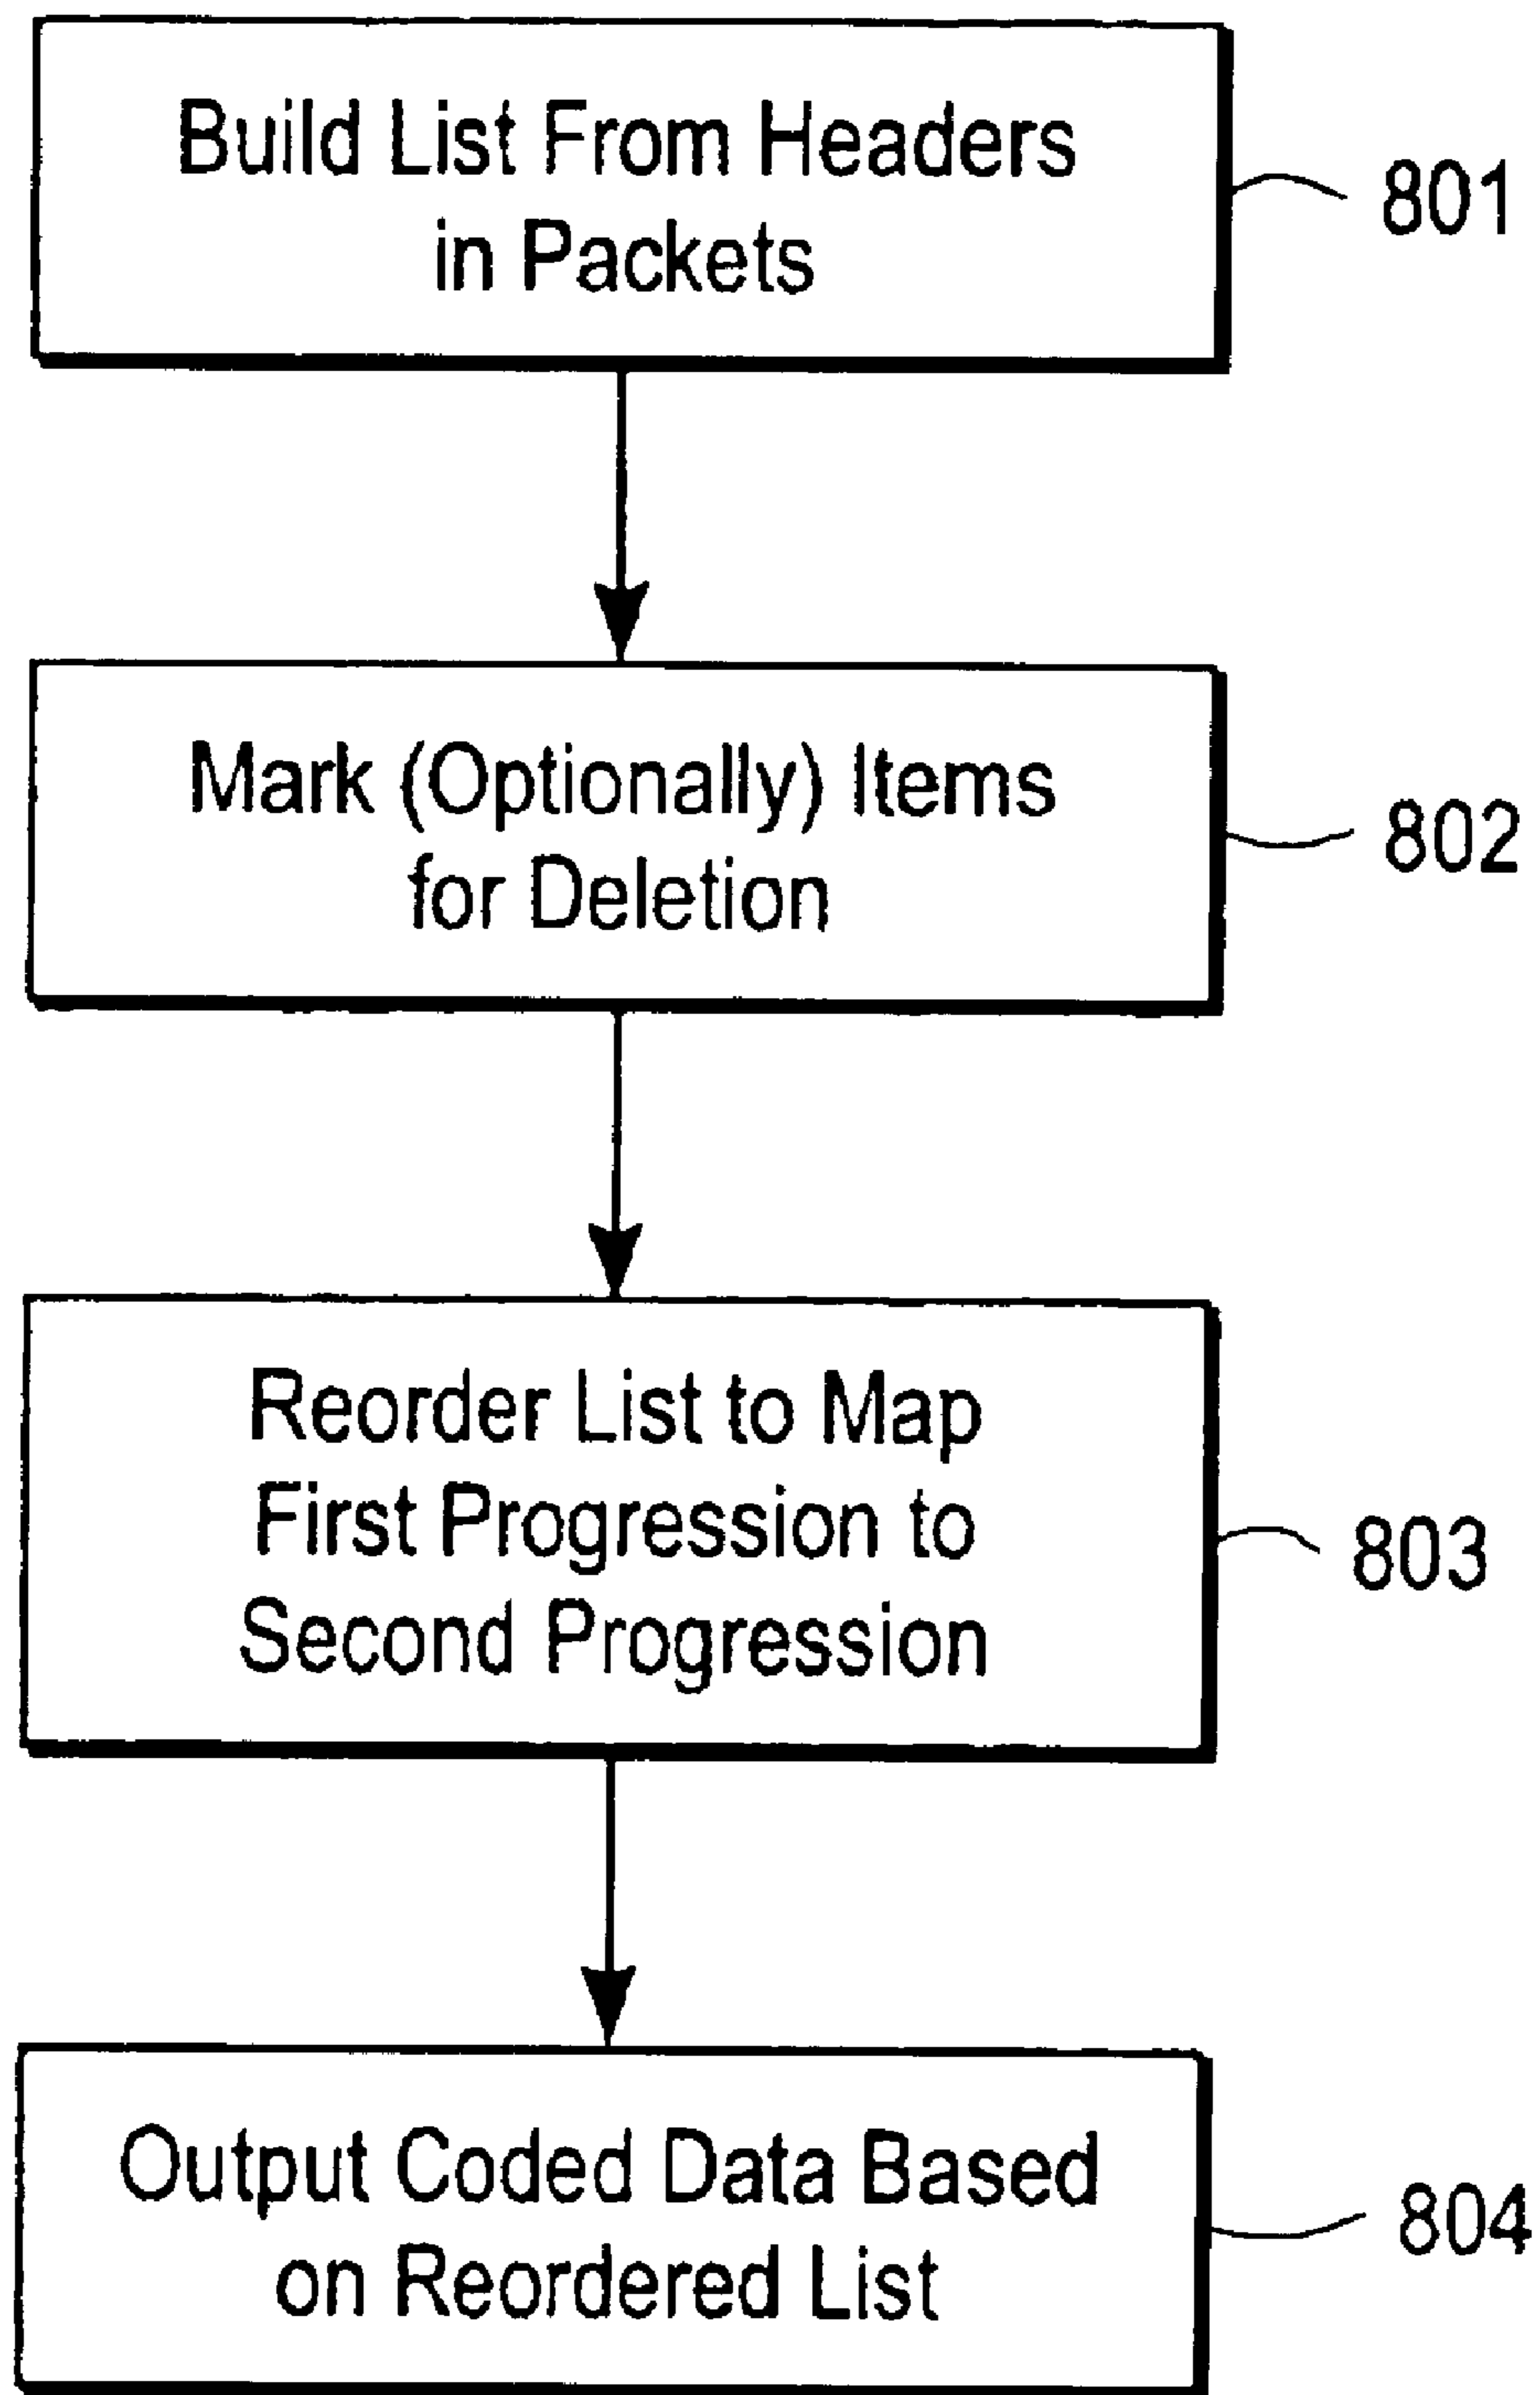 Build List From Headers
in Packets
801
Mark (Optionally) Items
for Deletion
802
Reorder List to Map
First Progression to
Second Progression
803
Output Coded Data Based
on Reordered List
804